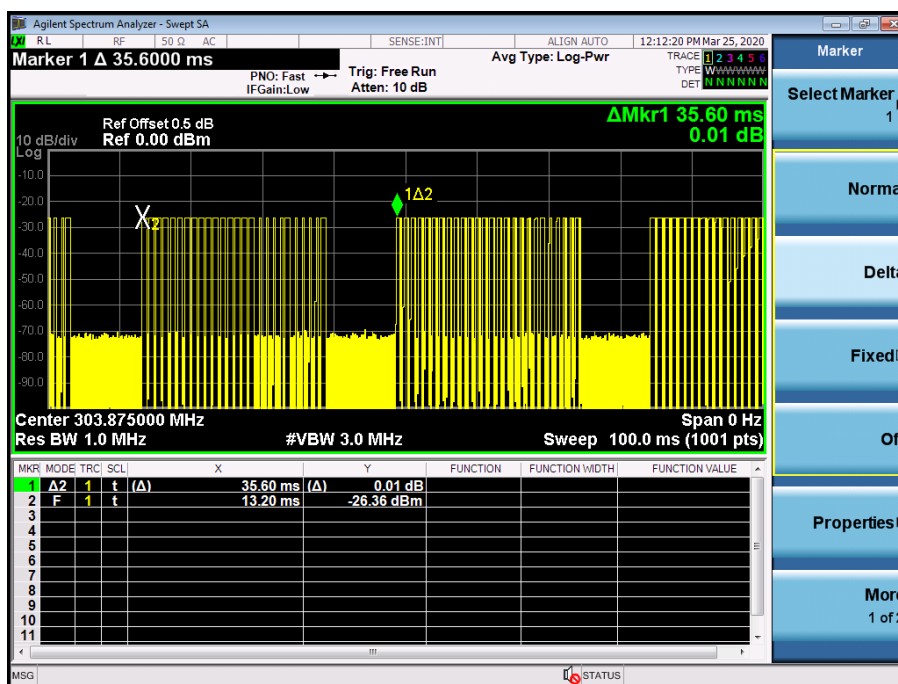 Agilent Spectrum Analyzer - Swept SA
LXI RL RF 50 Ω AC SENSE:INT ALIGN AUTO 12:12:20 PM Mar 25, 2020
Marker 1 Δ 35.6000 ms
PNO: Fast
IFGain:Low
Trig: Free Run
Atten: 10 dB
Avg Type: Log-Pwr
TRACE 1 2 3 4 5 6
TYPE WWWWWW
DET N N N N N N
ΔMkr1 35.60 ms
0.01 dB
Ref Offset 0.5 dB
10 dB/div Ref 0.00 dBm
Log
-10.0
-20.0
-30.0
-40.0
-50.0
-60.0
-70.0
-80.0
-90.0
X2
1Δ2
Center 303.875000 MHz Span 0 Hz
Res BW 1.0 MHz #VBW 3.0 MHz Sweep 100.0 ms (1001 pts)
MKR MODE TRC SCL X Y FUNCTION FUNCTION WIDTH FUNCTION VALUE
1 Δ2 1 t (Δ) 35.60 ms (Δ) 0.01 dB
2 F 1 t 13.20 ms -26.36 dBm
3
4
5
6
7
8
9
10
11
MSG STATUS
Marker
Select Marker
1
Norma
Delta
Fixed
Of
Properties
More
1 of 2